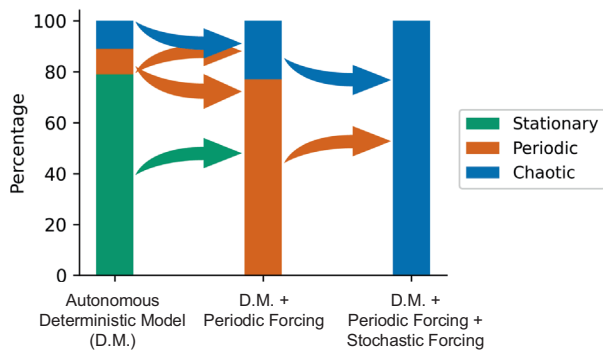 100
80
60
40
20
0
Percentage
Autonomous
Deterministic Model
(D.M.)
D.M. +
Periodic Forcing
D.M. +
Periodic Forcing +
Stochastic Forcing
Stationary
Periodic
Chaotic